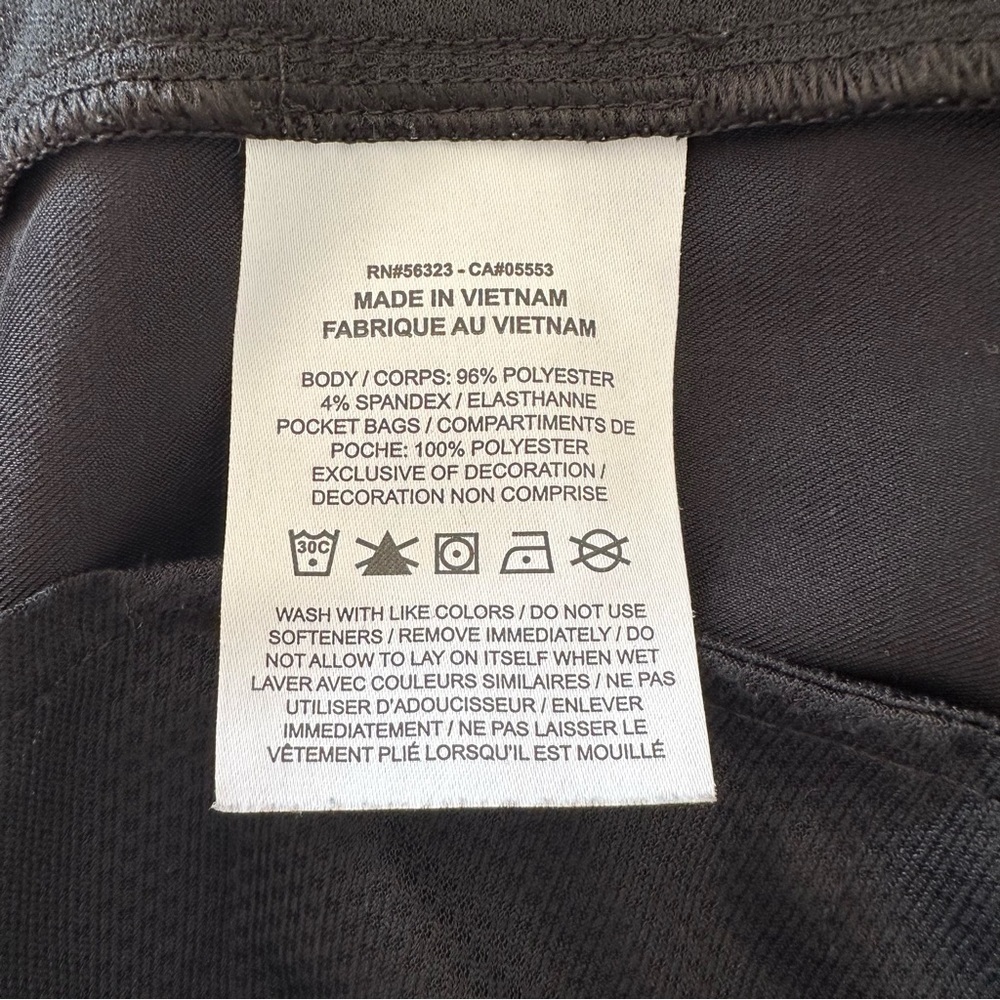 RN#56323 - CA#05553
MADE IN VIETNAM
FABRIQUE AU VIETNAM
BODY / CORPS: 96% POLYESTER
4% SPANDEX / ELASTHANNE
POCKET BAGS / COMPARTIMENTS DE
POCHE: 100% POLYESTER
EXCLUSIVE OF DECORATION /
DECORATION NON COMPRISE
30C
WASH WITH LIKE COLORS / DO NOT USE
SOFTENERS / REMOVE IMMEDIATELY / DO
NOT ALLOW TO LAY ON ITSELF WHEN WET
LAVER AVEC COULEURS SIMILAIRES / NE PAS
UTILISER D'ADOUCISSEUR / ENLEVER
IMMEDIATEMENT / NE PAS LAISSER LE
VÊTEMENT PLIÉ LORSQU'IL EST MOUILLÉ